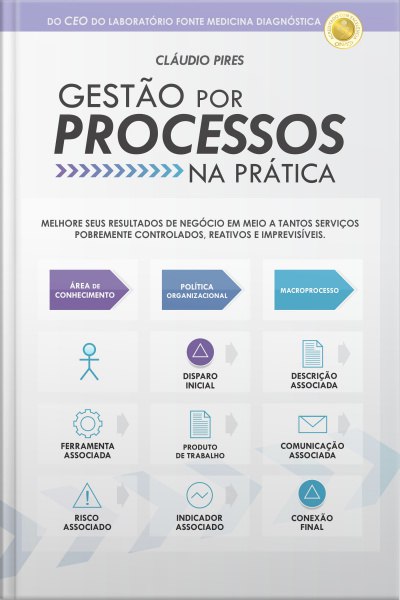 DO CEO DO LABORATÓRIO FONTE MEDICINA DIAGNÓSTICA
CLÁUDIO PIRES
GESTÃO POR
PROCESSOS
NA PRÁTICA
MELHORE SEUS RESULTADOS DE NEGÓCIO EM MEIO A TANTOS SERVIÇOS
POBREMENTE CONTROLADOS, REATIVOS E IMPREVISÍVEIS.
ÁREA DE
CONHECIMENTO
POLÍTICA
ORGANIZACIONAL
MACROPROCESSO
DISPARO
INICIAL
DESCRIÇÃO
ASSOCIADA
FERRAMENTA
ASSOCIADA
PRODUTO
DE TRABALHO
COMUNICAÇÃO
ASSOCIADA
RISCO
ASSOCIADO
INDICADOR
ASSOCIADO
CONEXÃO
FINAL